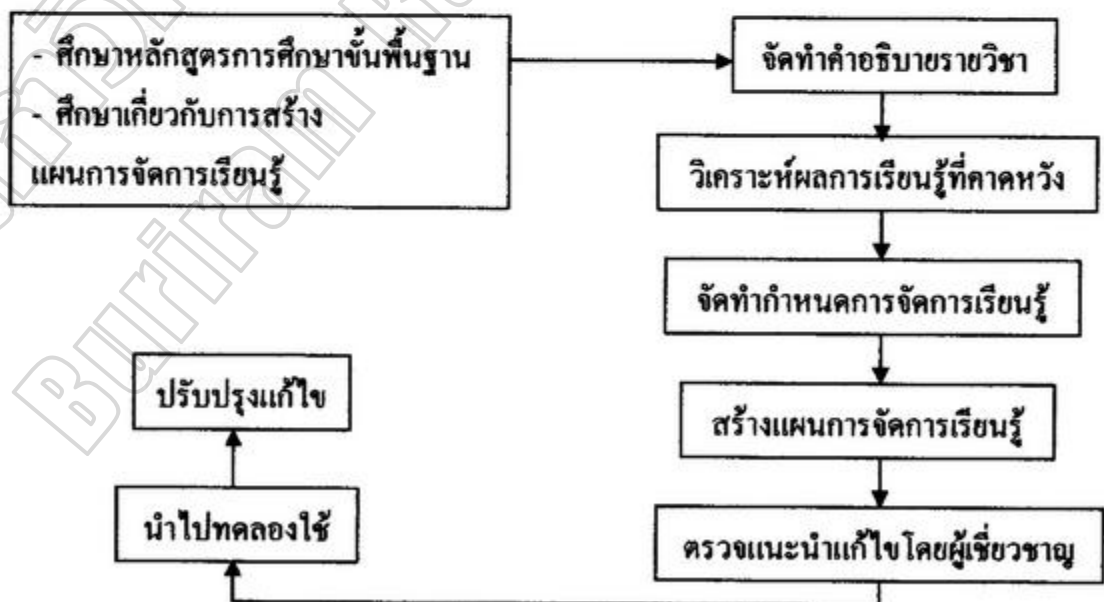 - ศึกษาหลักสูตรการศึกษาขั้นพื้นฐาน
- ศึกษาเกี่ยวกับการสร้าง
แผนการจัดการเรียนรู้
จัดทำคำอธิบายรายวิชา
วิเคราะห์ผลการเรียนรู้ที่คาดหวัง
จัดทำกำหนดการจัดการเรียนรู้
สร้างแผนการจัดการเรียนรู้
ตรวจแนะนำแก้ไขโดยผู้เชี่ยวชาญ
นำไปทดลองใช้
ปรับปรุงแก้ไข
Buriram